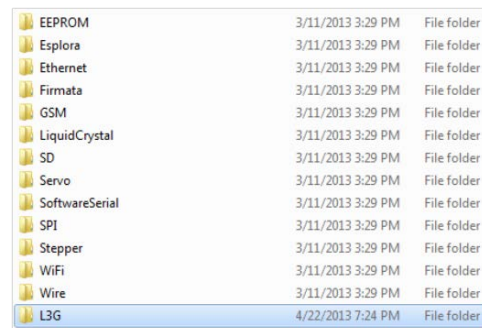 EEPROM 3/11/2013 3:29 PM File folder
Esplora 3/11/2013 3:29 PM File folder
Ethernet 3/11/2013 3:29 PM File folder
Firmata 3/11/2013 3:29 PM File folder
GSM 3/11/2013 3:29 PM File folder
LiquidCrystal 3/11/2013 3:29 PM File folder
SD 3/11/2013 3:29 PM File folder
Servo 3/11/2013 3:29 PM File folder
SoftwareSerial 3/11/2013 3:29 PM File folder
SPI 3/11/2013 3:29 PM File folder
Stepper 3/11/2013 3:29 PM File folder
WiFi 3/11/2013 3:29 PM File folder
Wire 3/11/2013 3:29 PM File folder
L3G 4/22/2013 7:24 PM File folder